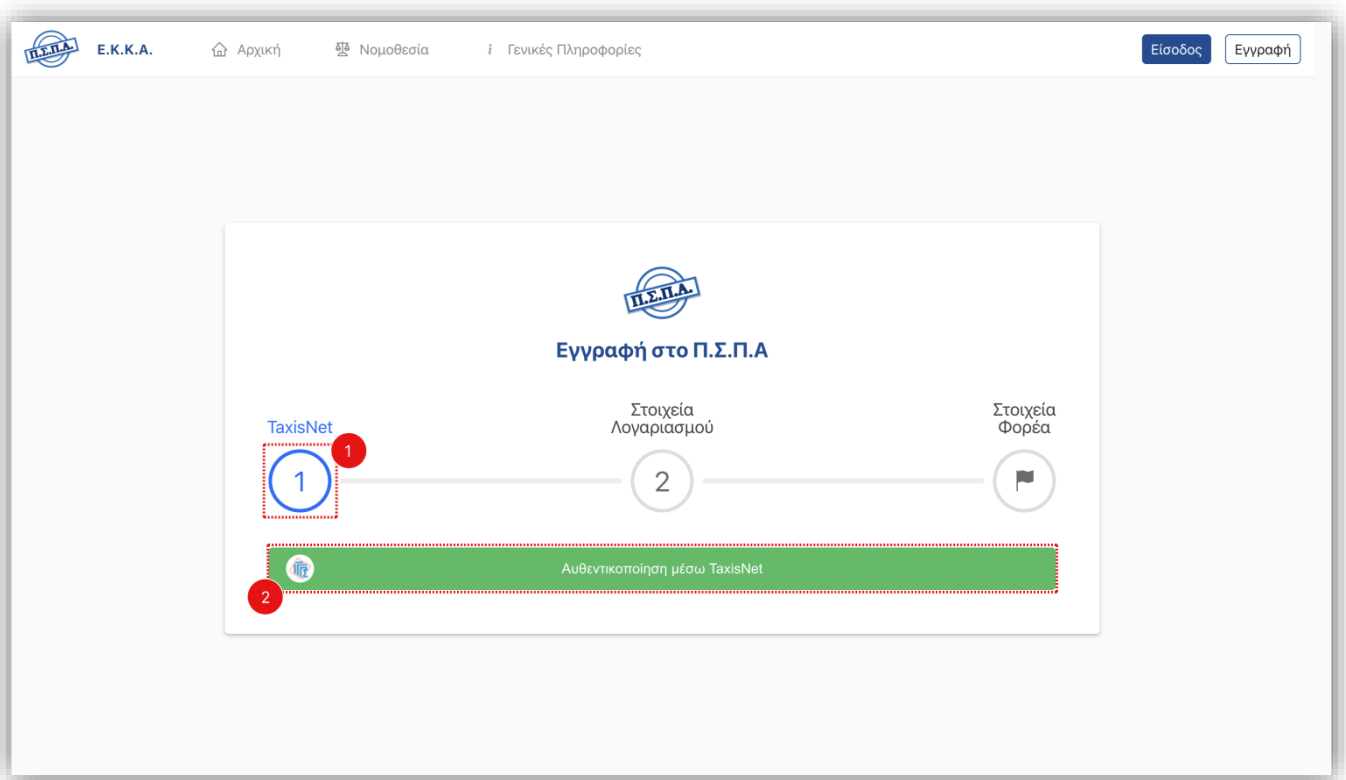 Π.Σ.Π.Α. Ε.Κ.Κ.Α. Αρχική Νομοθεσία i Γενικές Πληροφορίες Είσοδος Εγγραφή
Π.Σ.Π.Α.
Εγγραφή στο Π.Σ.Π.Α
TaxisNet
Στοιχεία
Λογαριασμού
Στοιχεία
Φορέα
1
1
2
Αυθεντικοποίηση μέσω TaxisNet
2